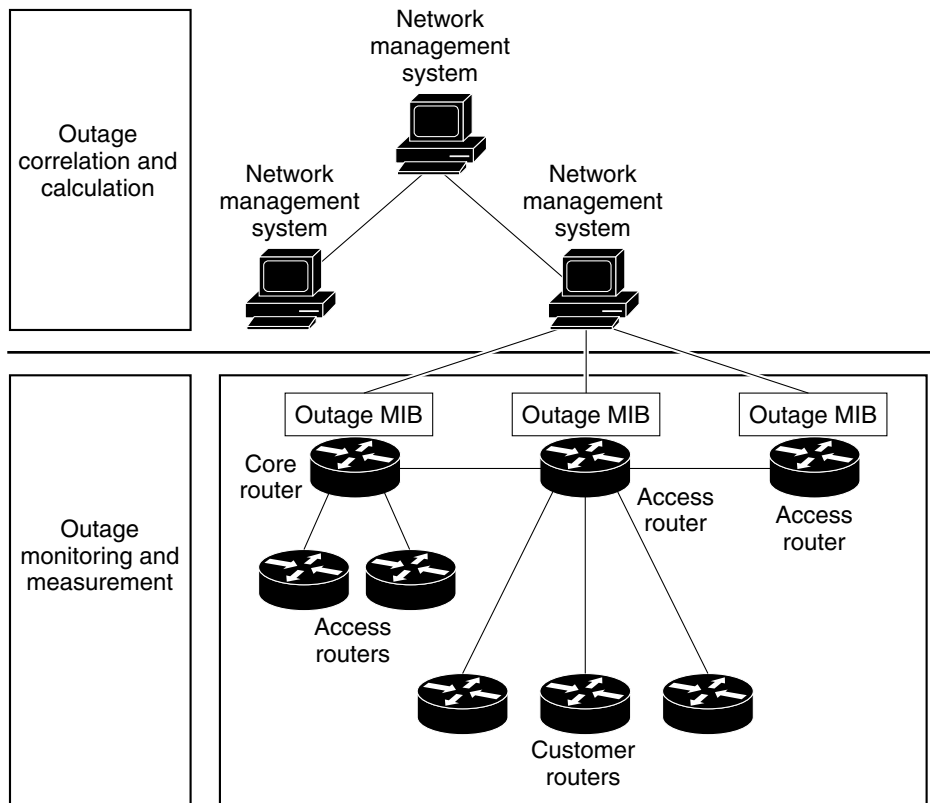 Network
management
system
Outage
correlation and
calculation
Network
management
system
Network
management
system
Outage MIB
Outage MIB
Outage MIB
Core
router
Access
router
Access
router
Outage
monitoring and
measurement
Access
routers
Customer
routers